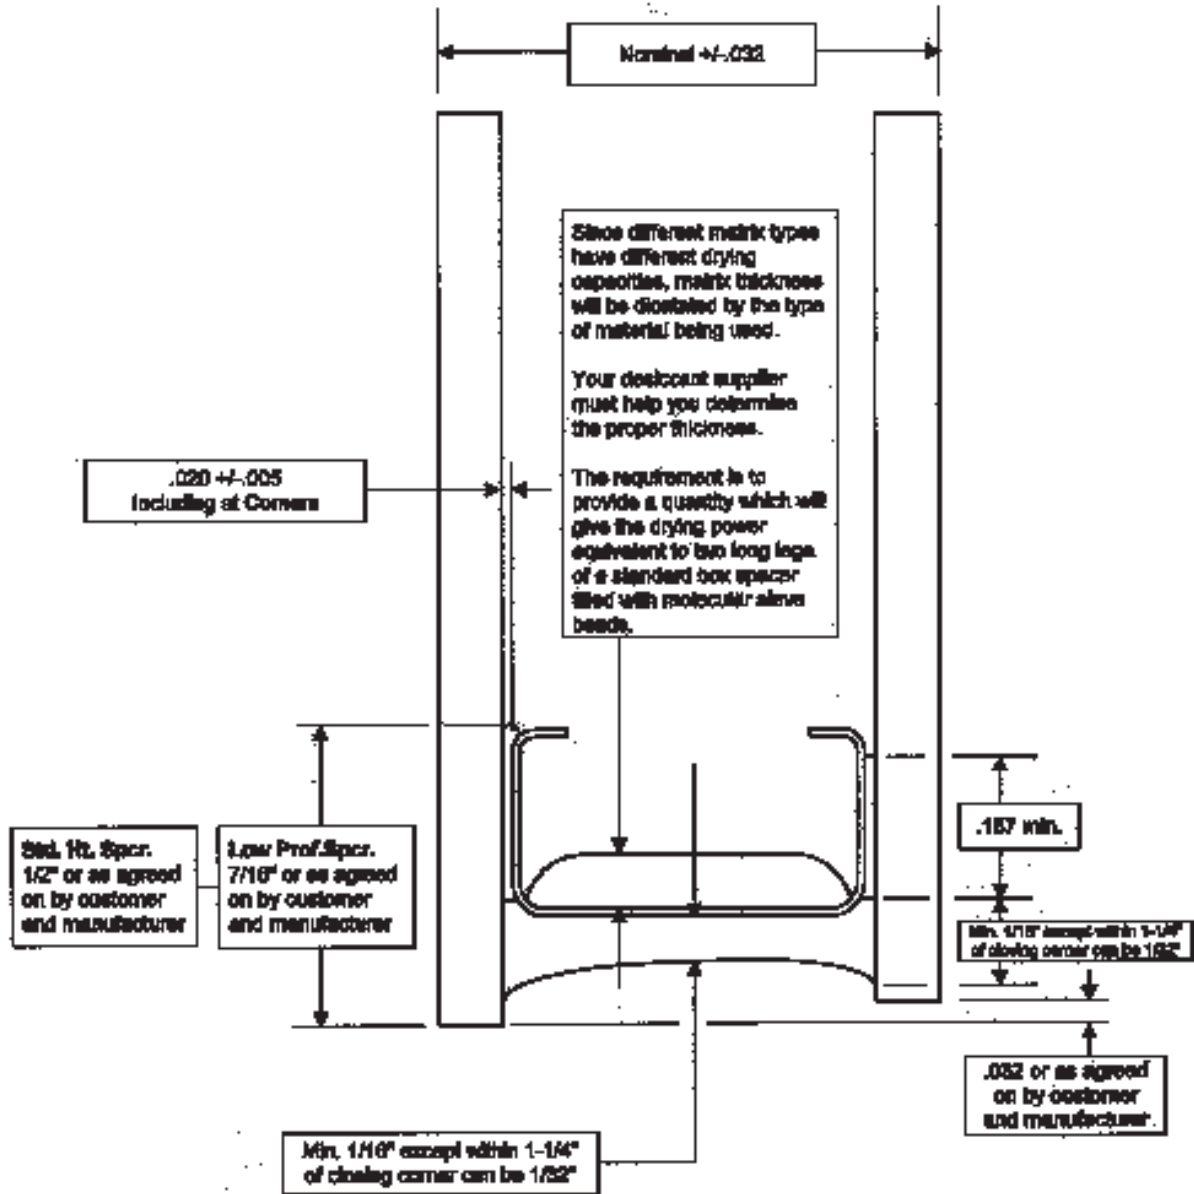 Nominal +/-.032
Since different matrix types
have different drying
capacities, matrix thickness
will be dictated by the type
of material being used.
Your desiccant supplier
must help you determine
the proper thickness.
The requirement is to
provide a quantity which will
give the drying power
equivalent to two long legs
of a standard box spacer
filled with molecular sieve
beads.
.020 +/-.005
Including at Corners
Std. Ht. Spcr.
1/2" or as agreed
on by customer
and manufacturer
Low Prof.Spcr.
7/16" or as agreed
on by customer
and manufacturer
.187 min.
Min. 1/16" except within 1-1/4"
of closing corner can be 1/32"
.032 or as agreed
on by customer
and manufacturer.
Min. 1/16" except within 1-1/4"
of closing corner can be 1/32"